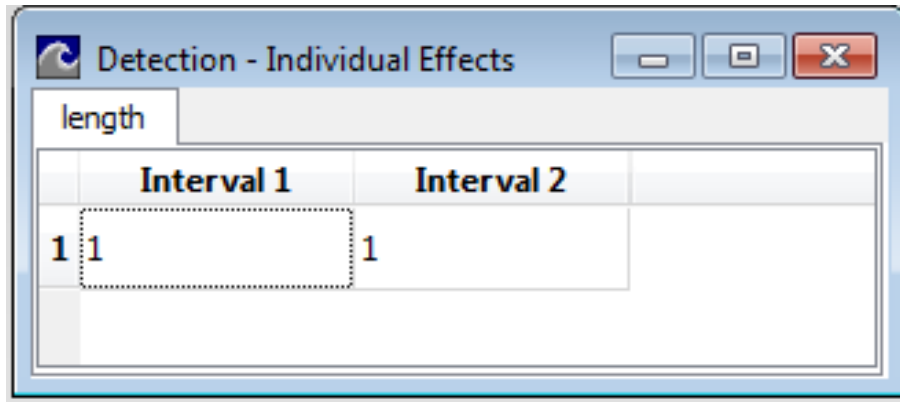 Detection - Individual Effects
length
Interval 1 Interval 2
1 1 1